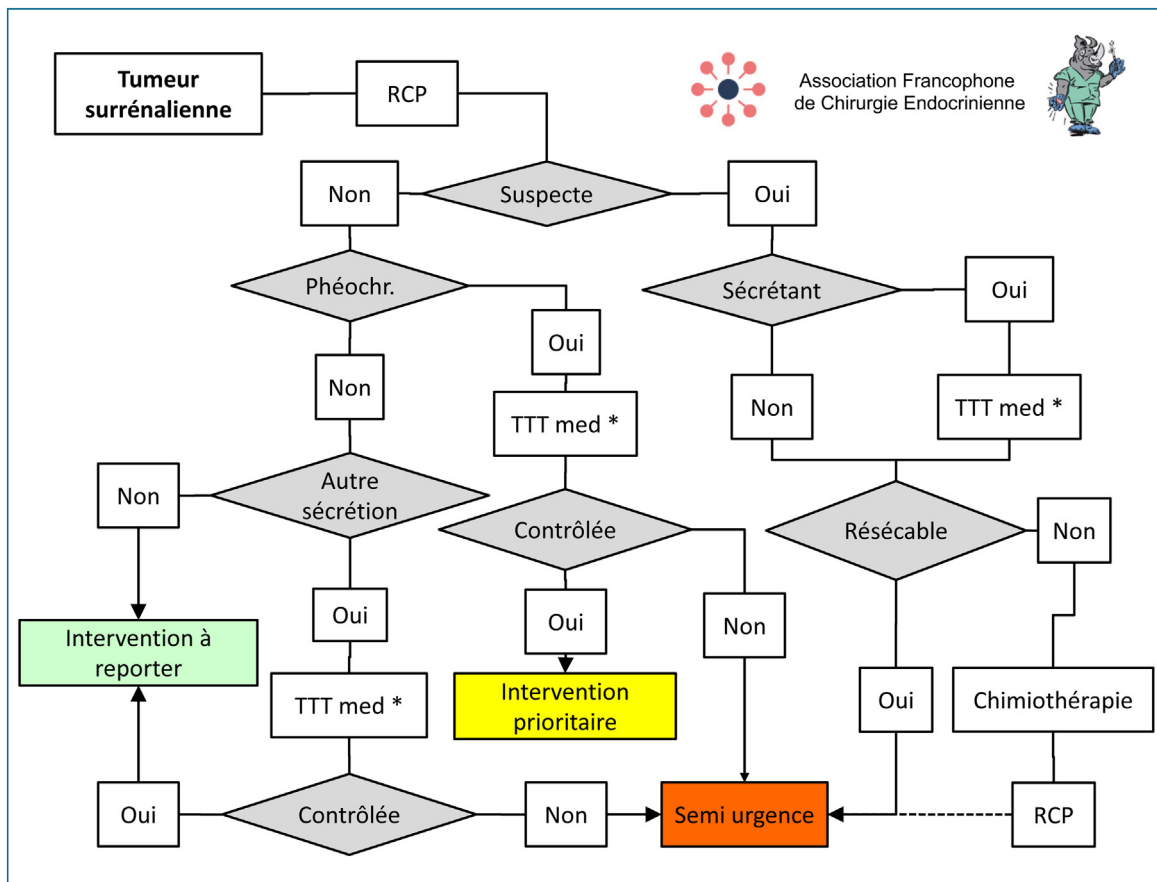 Tumeur
surrénalienne
RCP
Association Francophone
de Chirurgie Endocrinienne
Non
Suspecte
Oui
Phéochr.
Sécrétant
Oui
Oui
Non
Non
TTT med *
TTT med *
Non
Autre
sécrétion
Contrôlée
Résécable
Non
Oui
Oui
Non
Intervention à
reporter
TTT med *
Intervention
prioritaire
Oui
Chimiothérapie
Oui
Contrôlée
Non
Semi urgence
RCP